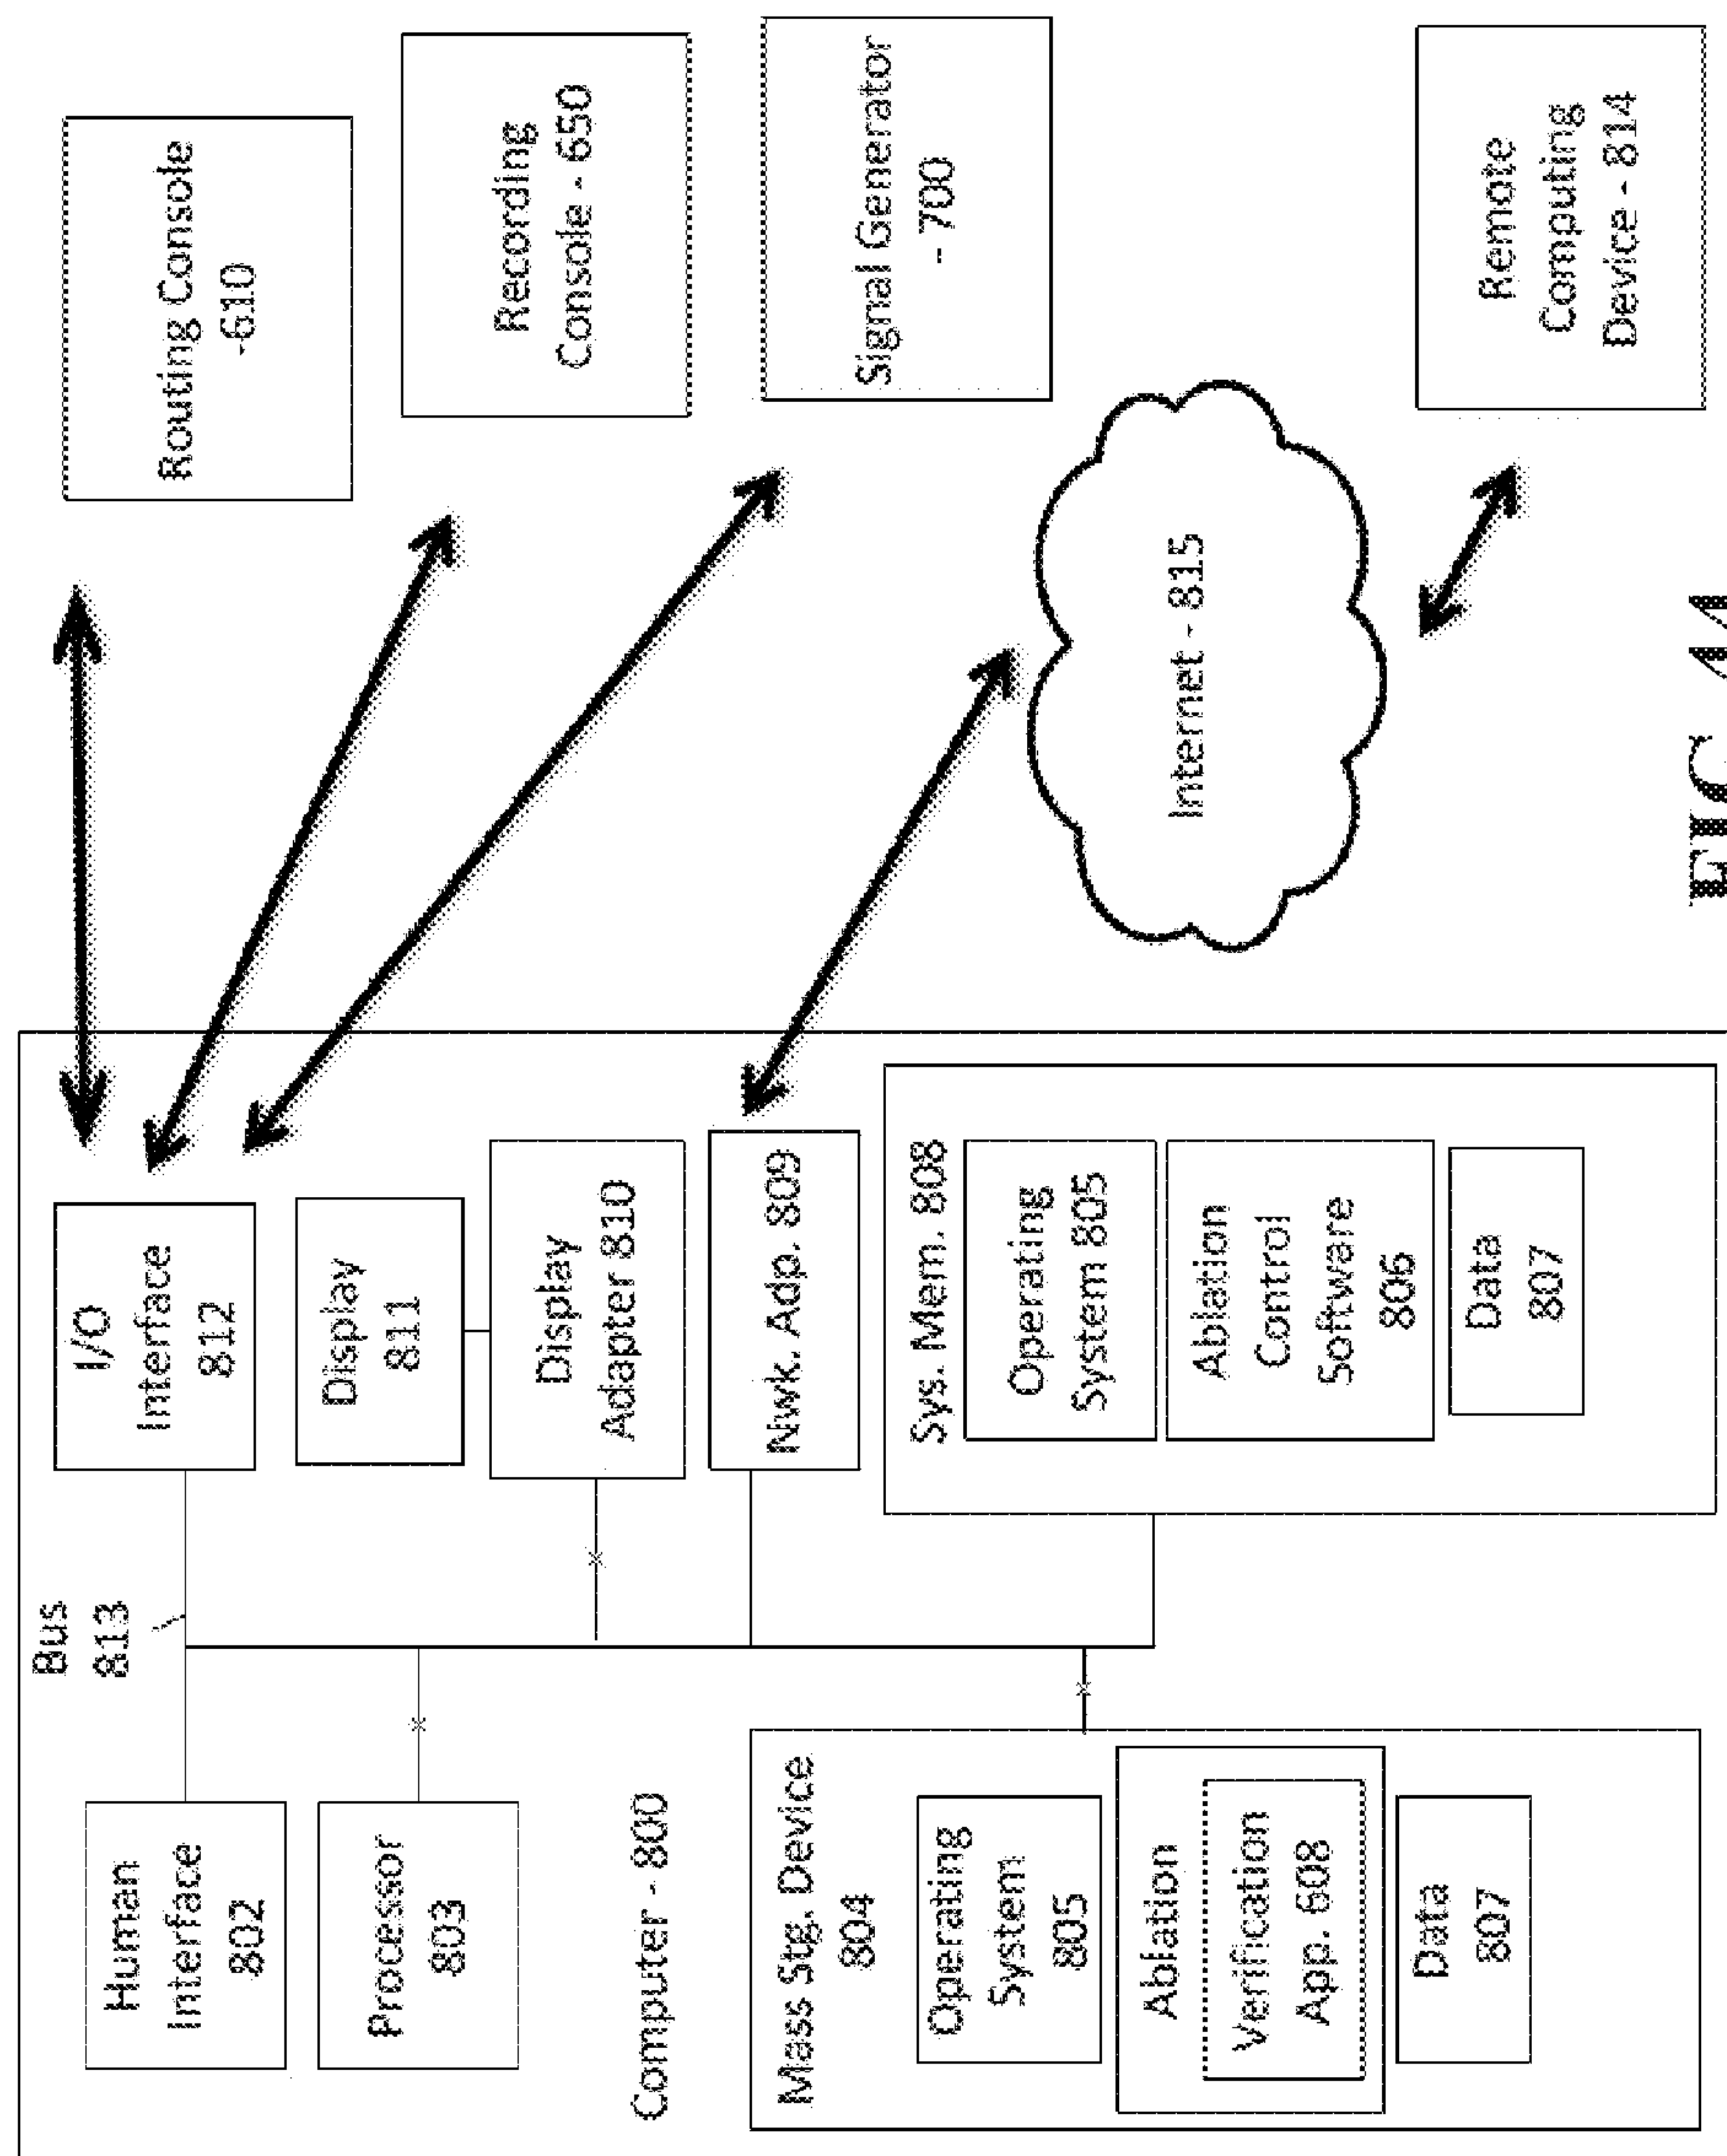 Bus
813
Human
Interface
802
Processor
803
Computer - 800
Mass Stg. Device
804
Operating
System
805
Ablation
Verification
App. 608
Data
807
I/O
Interface
812
Display
811
Display
Adapter 810
Nwk. Adp. 809
Sys. Mem. 808
Operating
System 805
Ablation
Control
Software
806
Data
807
Routing Console
-610
Recording
Console - 650
Signal Generator
- 700
Internet - 815
Remote
Computing
Device - 814